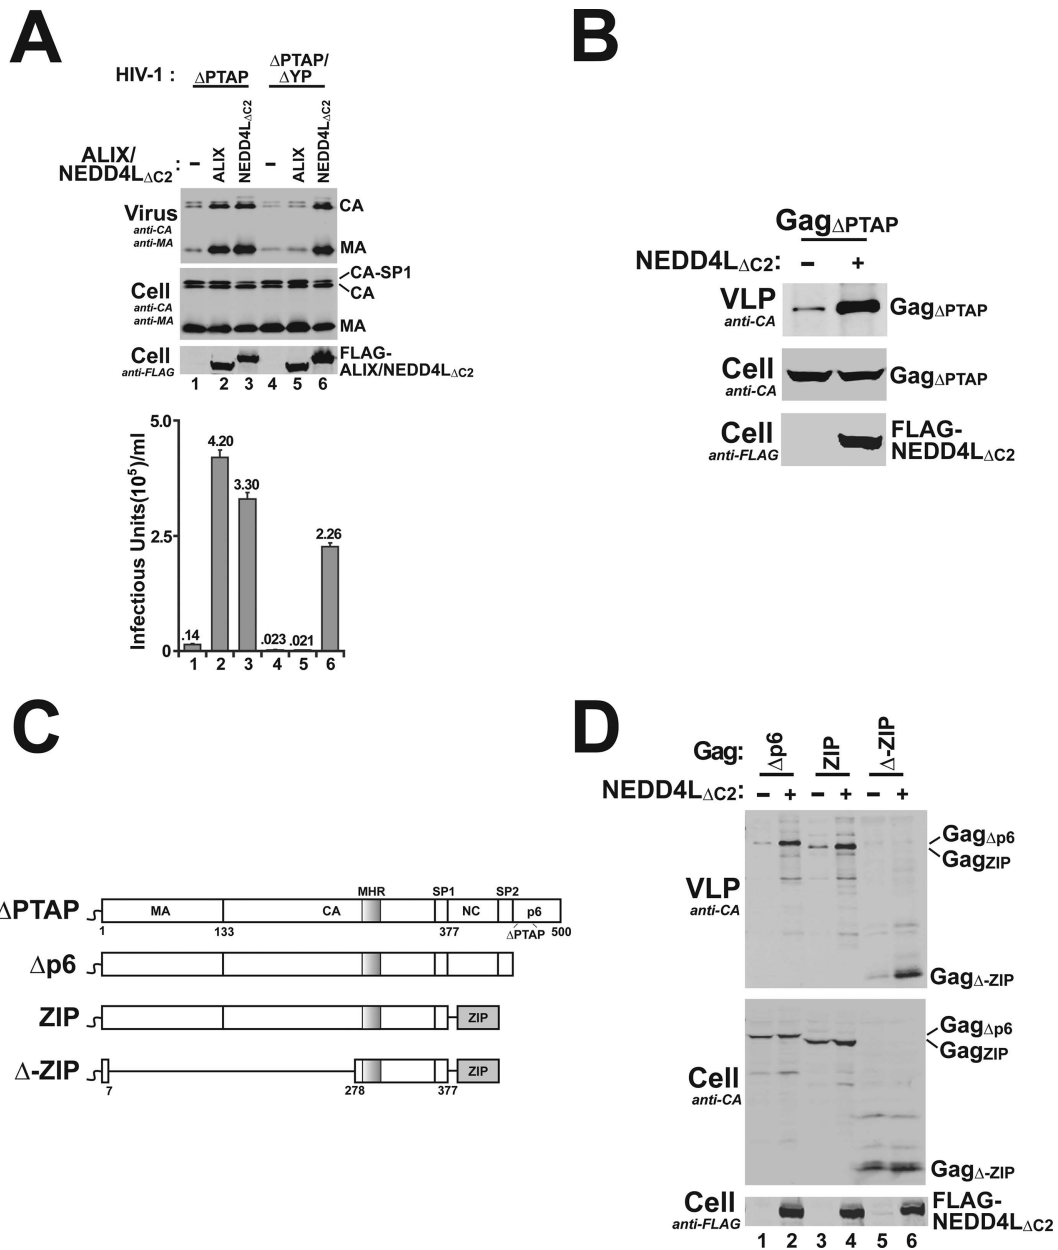 A
HIV-1 :
ΔPTAP
ΔPTAP/
ΔYP
ALIX/
NEDD4LΔC2
:
–
ALIX
NEDD4LΔC2
–
ALIX
NEDD4LΔC2
Virus
anti-CA
anti-MA
CA
MA
Cell
anti-CA
anti-MA
CA-SP1
CA
MA
Cell
anti-FLAG
FLAG-
ALIX/NEDD4LΔC2
1 2 3 4 5 6
Infectious Units(10⁵)/ml
5.0
2.5
0
.14
4.20
3.30
.023
.021
2.26
1 2 3 4 5 6
B
GagΔPTAP
NEDD4LΔC2: – +
VLP
anti-CA
GagΔPTAP
Cell
anti-CA
GagΔPTAP
Cell
anti-FLAG
FLAG-
NEDD4LΔC2
C
MHR SP1 SP2
ΔPTAP MA CA NC p6
1 133 377 ΔPTAP 500
Δp6
ZIP ZIP
Δ-ZIP ZIP
7 278 377
D
Gag: Δp6 ZIP Δ-ZIP
NEDD4LΔC2: – + – + – +
VLP
anti-CA
GagΔp6
GagZIP
GagΔ-ZIP
Cell
anti-CA
GagΔp6
GagZIP
GagΔ-ZIP
Cell
anti-FLAG
FLAG-
NEDD4LΔC2
1 2 3 4 5 6